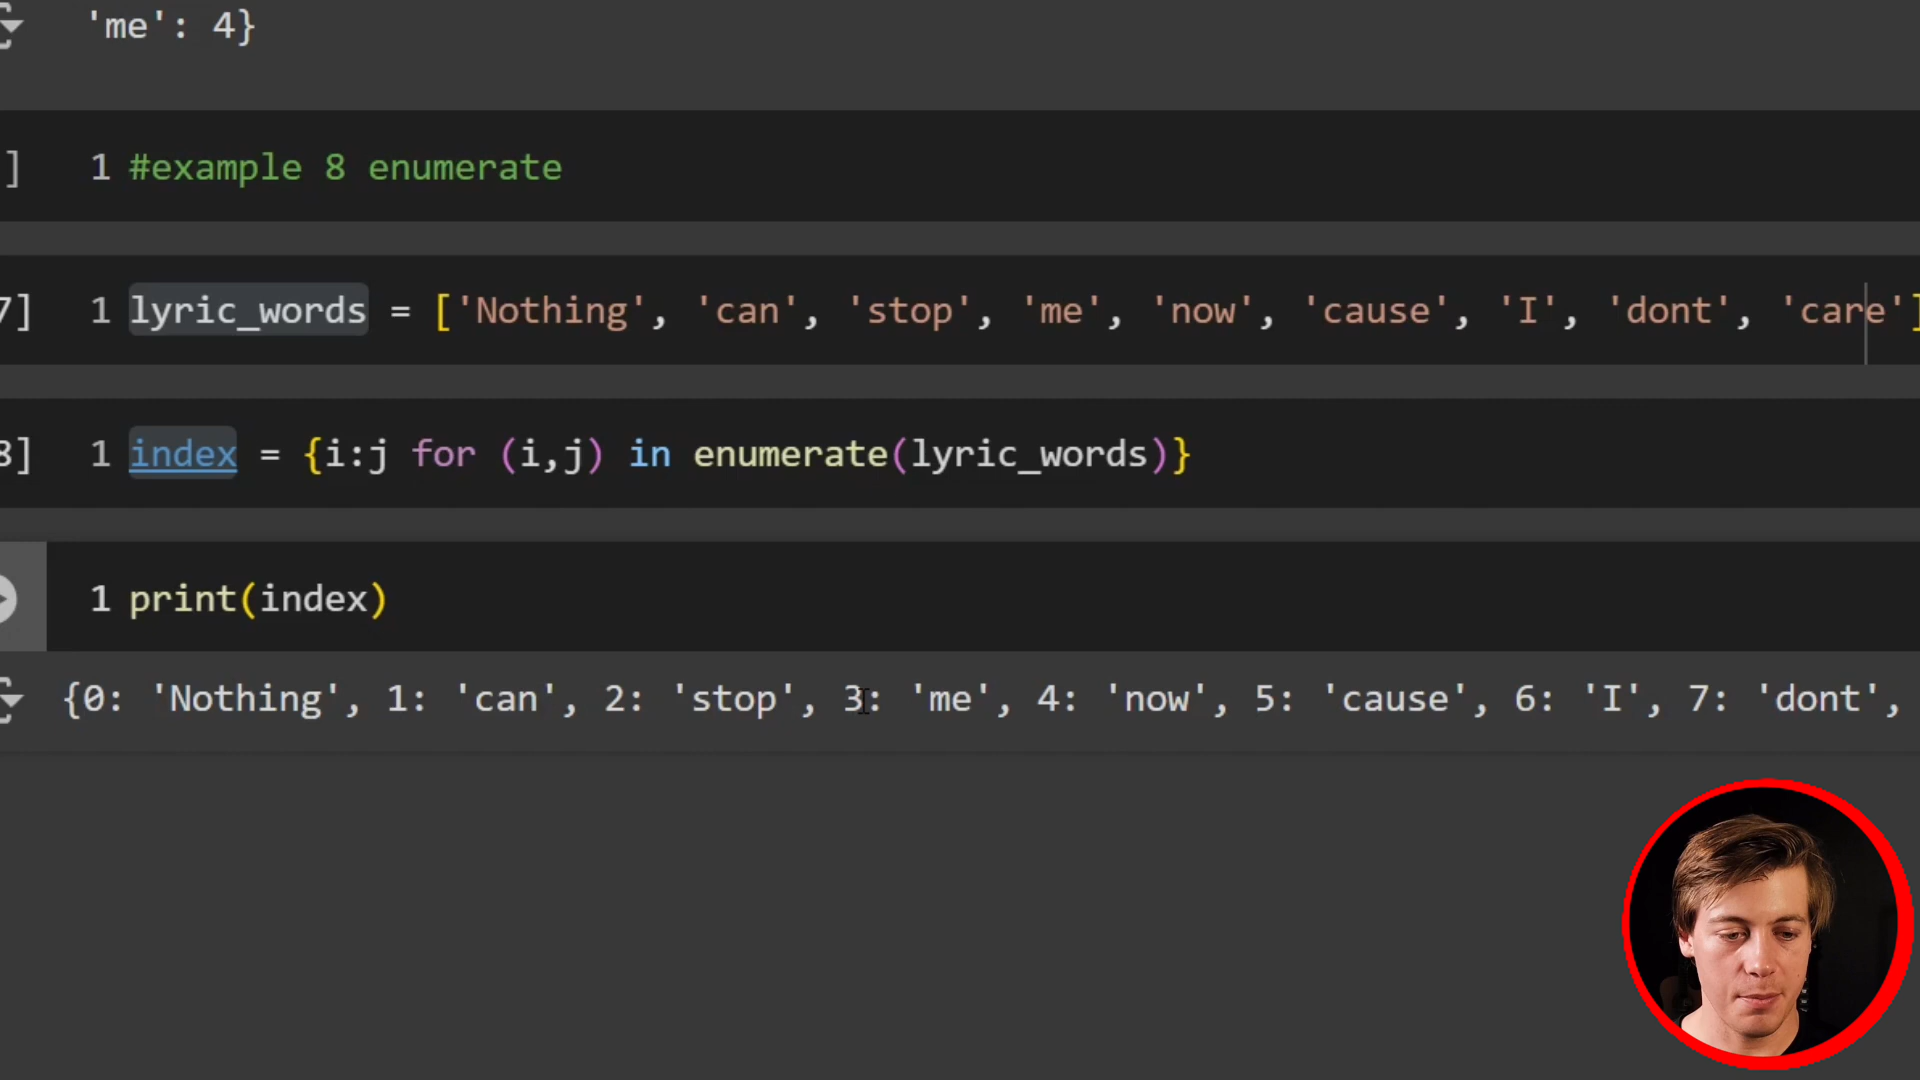 'me': 4}
] 1 #example 8 enumerate
7] 1 lyric_words = ['Nothing', 'can', 'stop', 'me', 'now', 'cause', 'I', 'dont', 'care']
8] 1 index = {i:j for (i,j) in enumerate(lyric_words)}
1 print(index)
{0: 'Nothing', 1: 'can', 2: 'stop', 3: 'me', 4: 'now', 5: 'cause', 6: 'I', 7: 'dont',